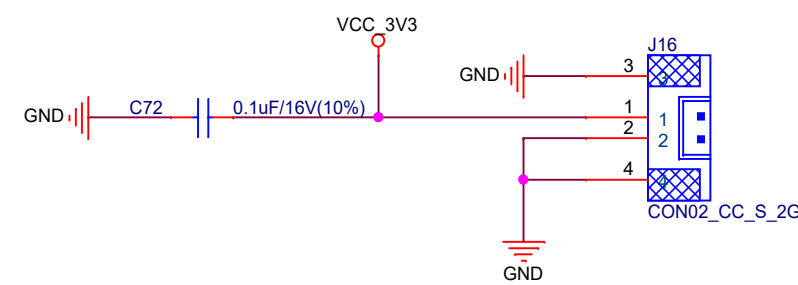 VCC_3V3
J16
GND
3
3
GND
C72
0.1uF/16V(10%)
1
1
2
2
4
4
CON02_CC_S_2G
GND